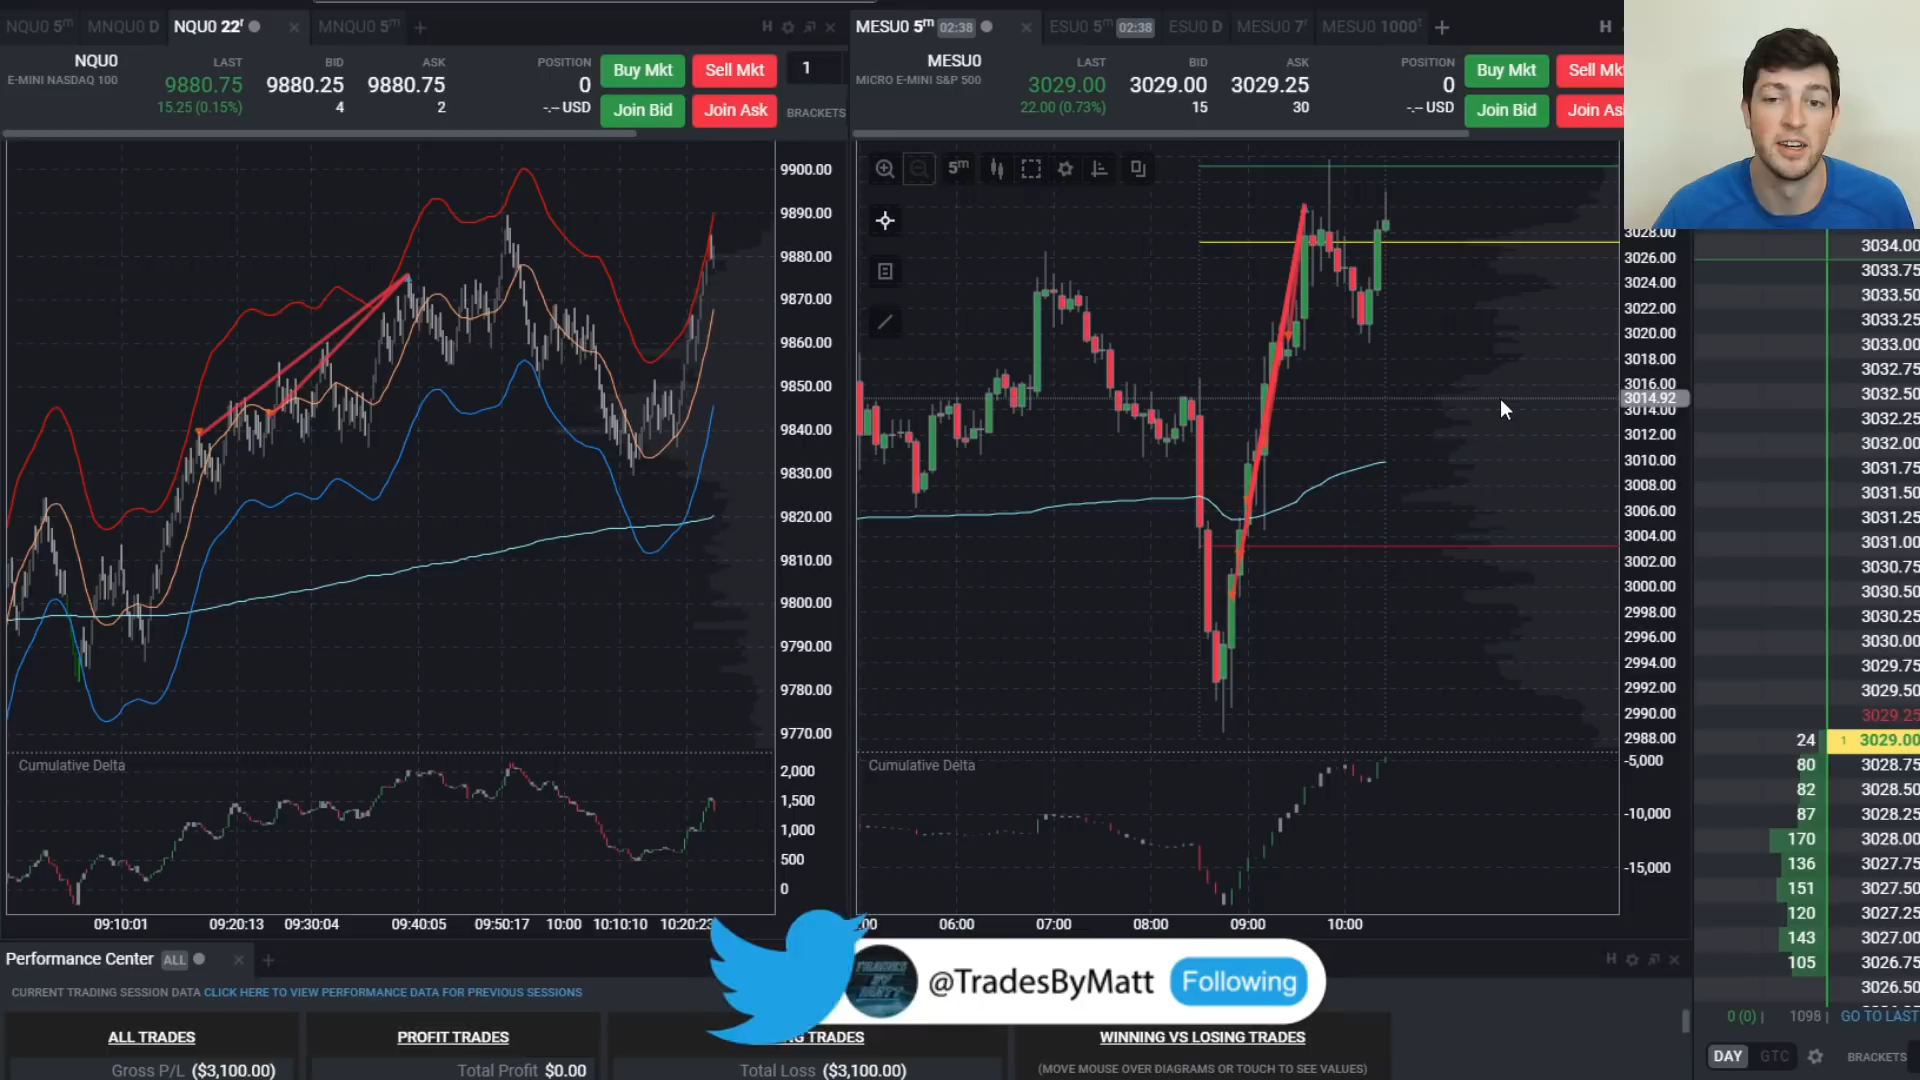 NQU0 5m MNQU0 D NQU0 22r MNQU0 5m
H
NQU0
E-MINI NASDAQ 100
LAST
9880.75
15.25 (0.15%)
BID
9880.25
4
ASK
9880.75
2
POSITION
0
-.-- USD
Buy Mkt
Sell Mkt
Join Bid
Join Ask
1
BRACKETS
9900.00
9890.00
9880.00
9870.00
9860.00
9850.00
9840.00
9830.00
9820.00
9810.00
9800.00
9790.00
9780.00
9770.00
Cumulative Delta
2,000
1,500
1,000
500
0
09:10:01 09:20:13 09:30:04 09:40:05 09:50:17 10:00 10:10:10 10:20:23
MESU0 5m 02:38 ESU0 5m 02:38 ESU0 D MESU0 7r MESU0 1000t
H
MESU0
MICRO E-MINI S&P 500
LAST
3029.00
22.00 (0.73%)
BID
3029.00
15
ASK
3029.25
30
POSITION
0
-.-- USD
Buy Mkt
Sell Mk
Join Bid
Join As
5m
3028.00
3026.00
3024.00
3022.00
3020.00
3018.00
3016.00
3014.92
3014.00
3012.00
3010.00
3008.00
3006.00
3004.00
3002.00
3000.00
2998.00
2996.00
2994.00
2992.00
2990.00
2988.00
Cumulative Delta
-5,000
-10,000
-15,000
:00 06:00 07:00 08:00 09:00 10:00
3034.00
3033.75
3033.50
3033.25
3033.00
3032.75
3032.50
3032.25
3032.00
3031.75
3031.50
3031.25
3031.00
3030.75
3030.50
3030.25
3030.00
3029.75
3029.50
3029.25
24 1 3029.00
80 3028.75
82 3028.50
87 3028.25
170 3028.00
136 3027.75
151 3027.50
120 3027.25
143 3027.00
105 3026.75
3026.50
0 (0) | 1098 | GO TO LAST
DAY GTC BRACKETS
Performance Center ALL
H
CURRENT TRADING SESSION DATA CLICK HERE TO VIEW PERFORMANCE DATA FOR PREVIOUS SESSIONS
@TradesByMatt Following
TRADES
BY
MATT
ALL TRADES
Gross P/L ($3,100.00)
PROFIT TRADES
Total Profit $0.00
TRADES
Total Loss ($3,100.00)
WINNING VS LOSING TRADES
(MOVE MOUSE OVER DIAGRAMS OR TOUCH TO SEE VALUES)